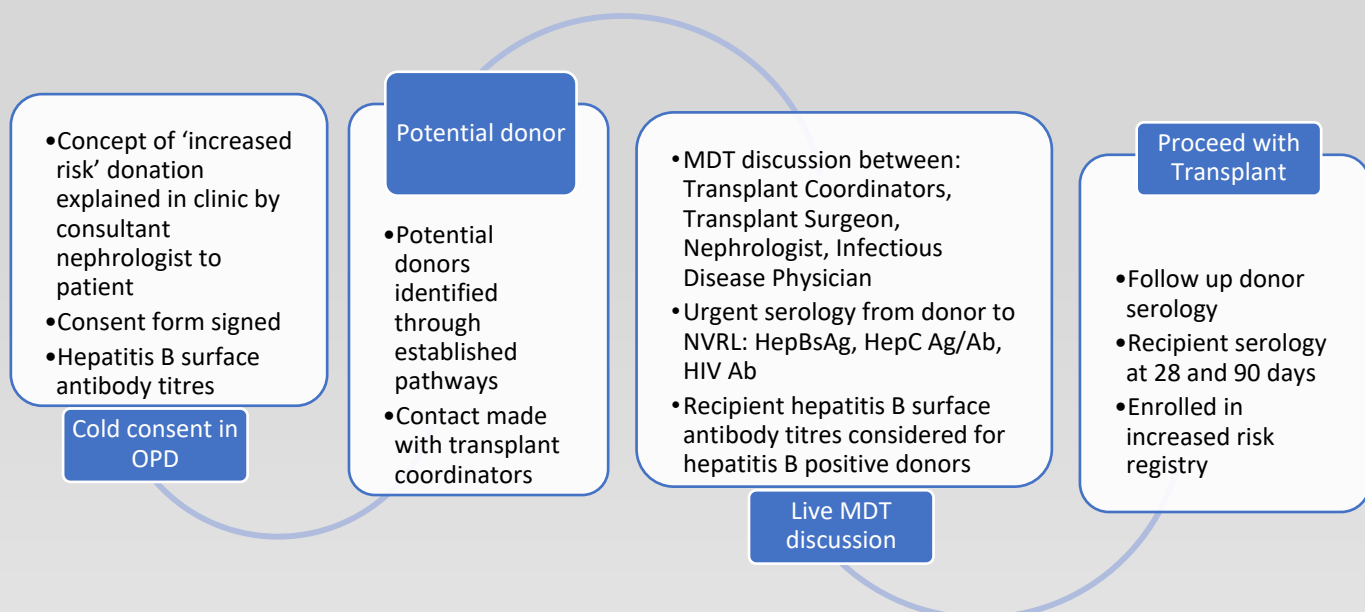 •Concept of ‘increased
risk’ donation
explained in clinic by
consultant
nephrologist to
patient
•Consent form signed
•Hepatitis B surface
antibody titres
Cold consent in
OPD
Potential donor
•Potential
donors
identified
through
established
pathways
•Contact made
with transplant
coordinators
•MDT discussion between:
Transplant Coordinators,
Transplant Surgeon,
Nephrologist, Infectious
Disease Physician
•Urgent serology from donor to
NVRL: HepBsAg, HepC Ag/Ab,
HIV Ab
•Recipient hepatitis B surface
antibody titres considered for
hepatitis B positive donors
Live MDT
discussion
Proceed with
Transplant
•Follow up donor
serology
•Recipient serology
at 28 and 90 days
•Enrolled in
increased risk
registry